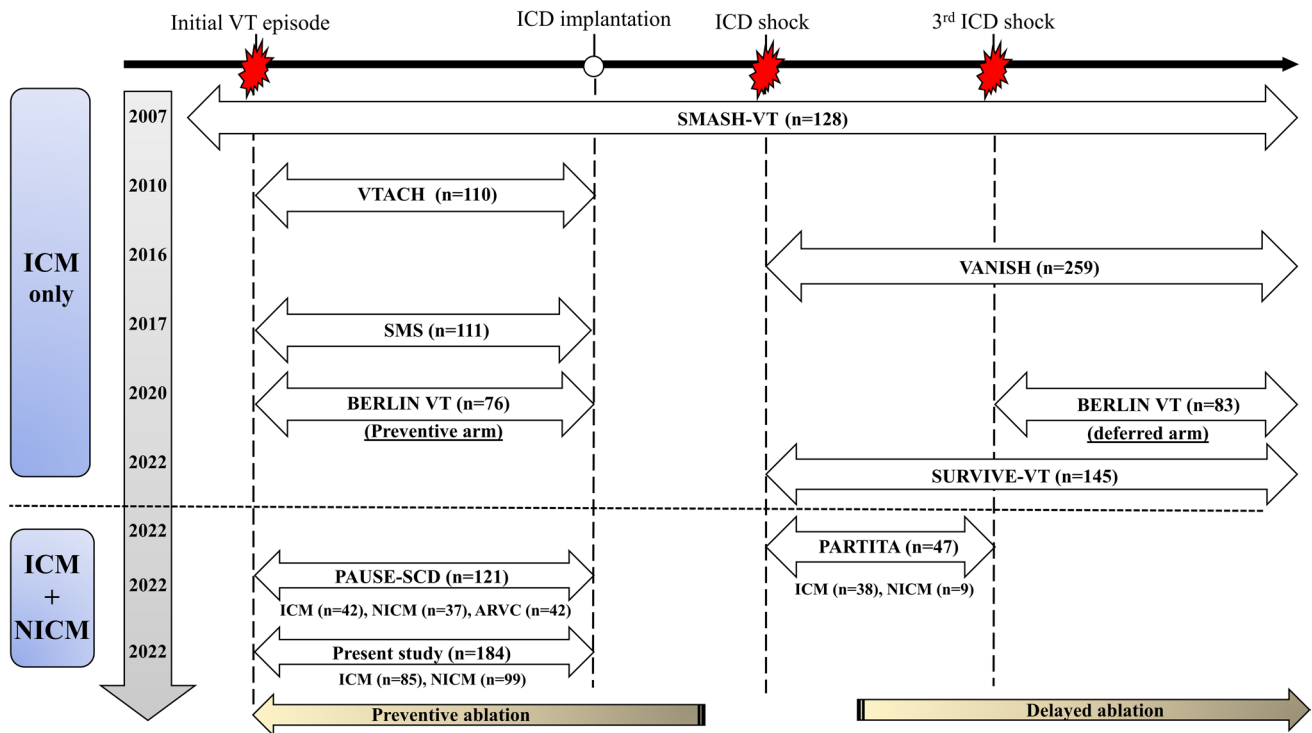 Initial VT episode
ICD implantation
ICD shock
3rd ICD shock
ICM
only
2007
SMASH-VT (n=128)
2010
VTACH (n=110)
2016
VANISH (n=259)
2017
SMS (n=111)
2020
BERLIN VT (n=76)
(Preventive arm)
BERLIN VT (n=83)
(deferred arm)
2022
SURVIVE-VT (n=145)
ICM
+
NICM
2022
PARTITA (n=47)
ICM (n=38), NICM (n=9)
2022
PAUSE-SCD (n=121)
ICM (n=42), NICM (n=37), ARVC (n=42)
2022
Present study (n=184)
ICM (n=85), NICM (n=99)
Preventive ablation
Delayed ablation